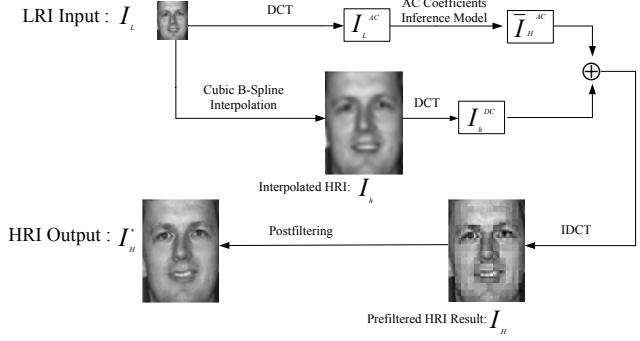 LRI Input : I_L
DCT
I_L^AC
AC Coefficients
Inference Model
I̅_H^AC
Cubic B-Spline
Interpolation
DCT
I_h^DC
Interpolated HRI: I_h
HRI Output : I_H^*
Postfiltering
IDCT
Prefiltered HRI Result: I_H